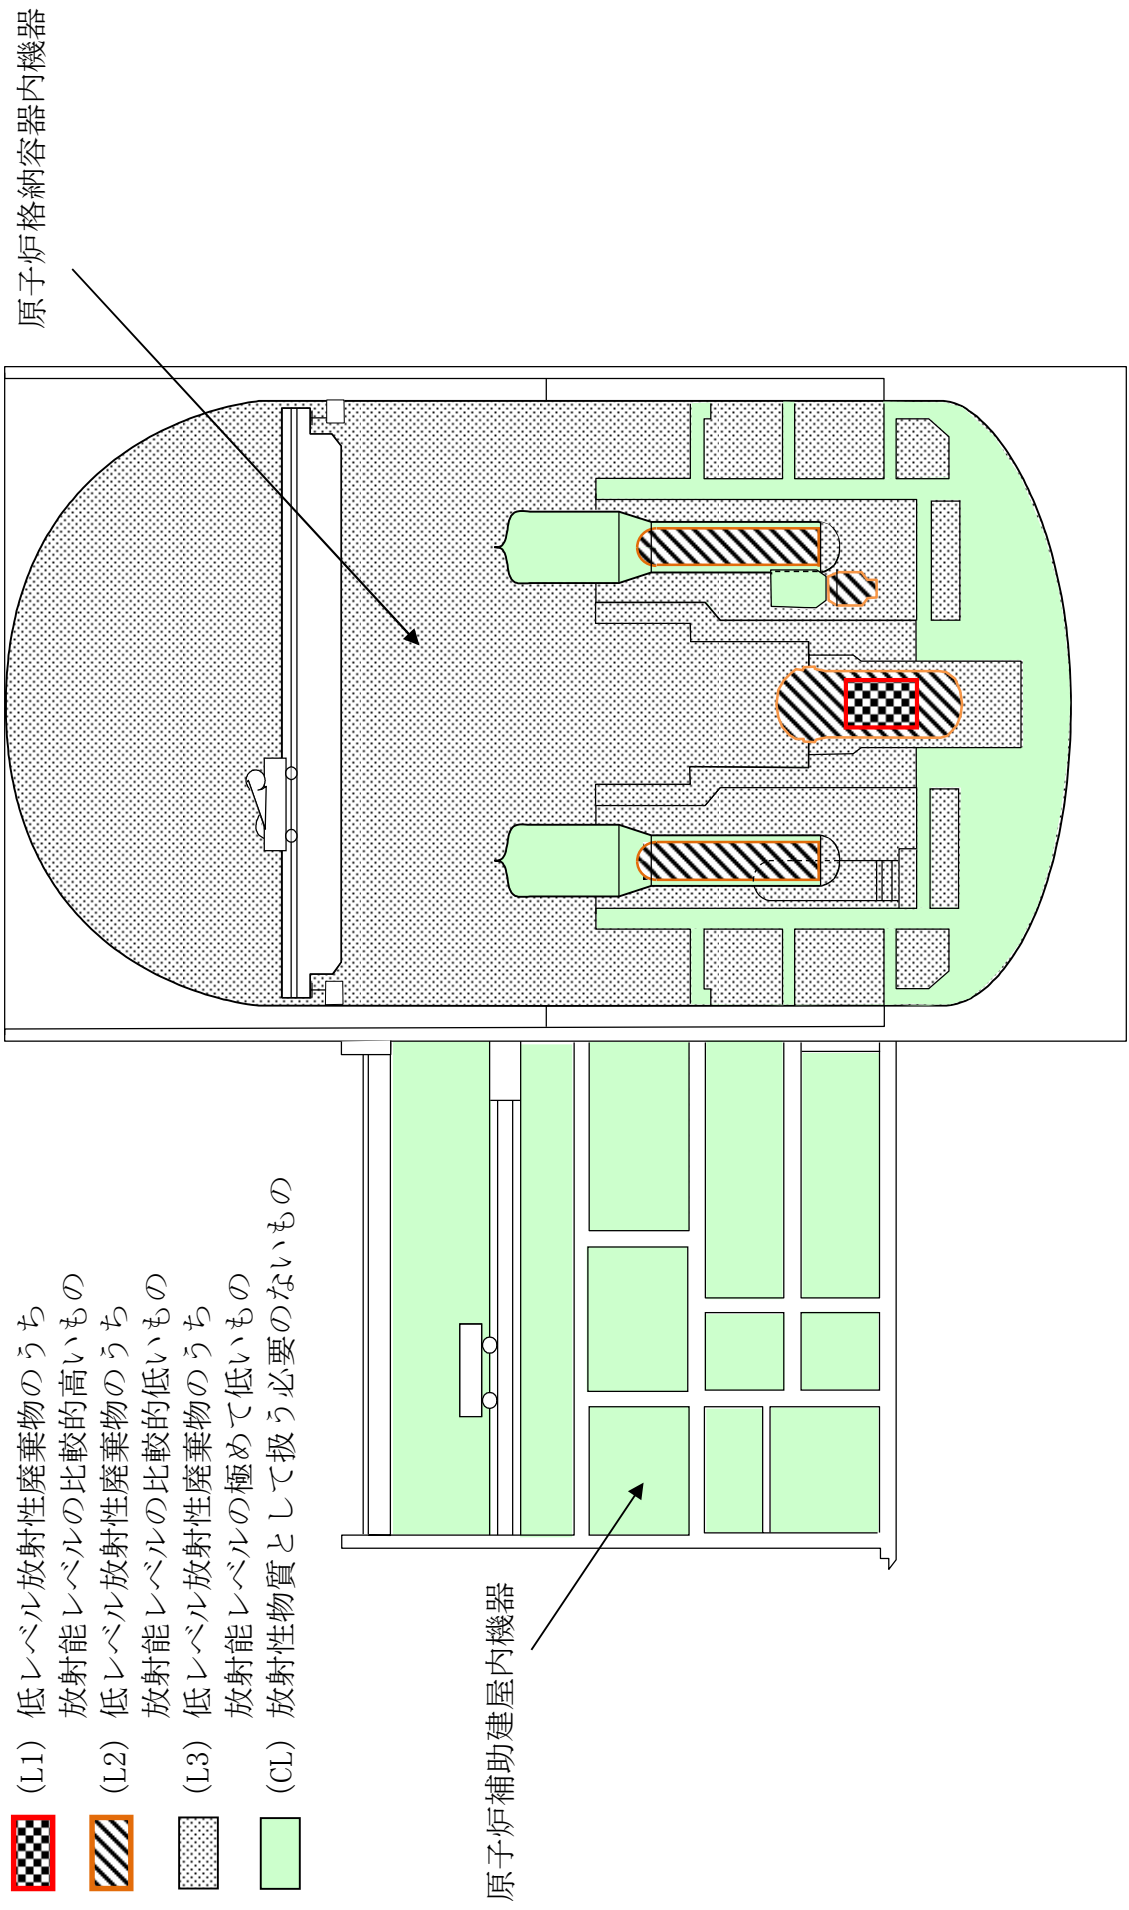 (L1) 低レベル放射性廃棄物のうち
放射能レベルの比較的高いもの
(L2) 低レベル放射性廃棄物のうち
放射能レベルの比較的低いもの
(L3) 低レベル放射性廃棄物のうち
放射能レベルの極めて低いもの
(CL) 放射性物質として扱う必要のないもの
原子炉補助建屋内機器
原子炉格納容器内機器